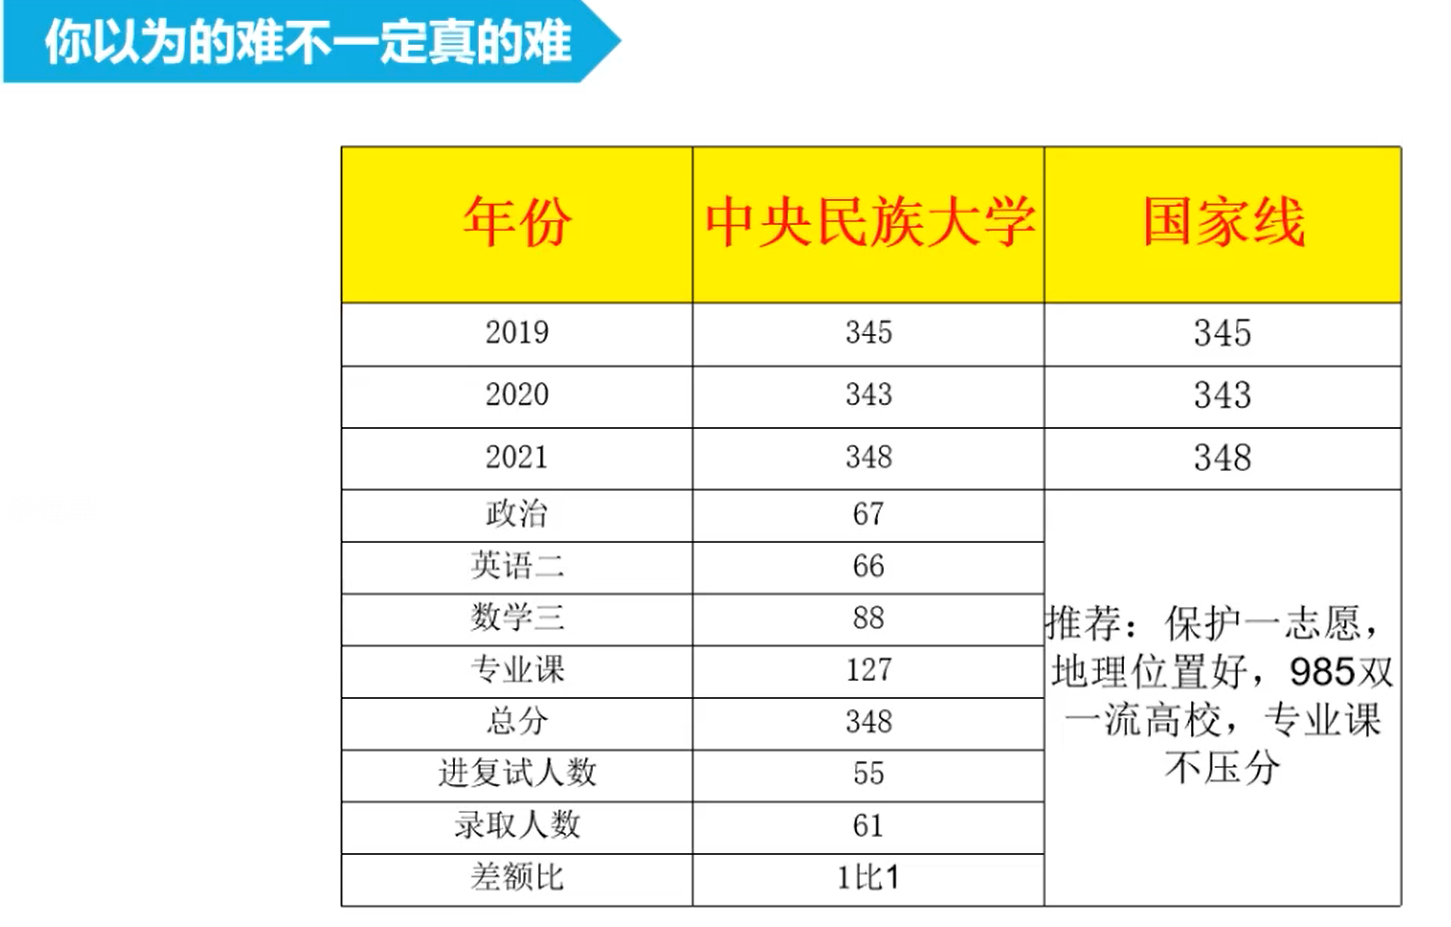 你以为的难不一定真的难
年份 中央民族大学 国家线
2019 345 345
2020 343 343
2021 348 348
政治 67
英语二 66
数学三 88
专业课 127
总分 348
进复试人数 55
录取人数 61
差额比 1比1
推荐：保护一志愿，
地理位置好，985双
一流高校，专业课
不压分